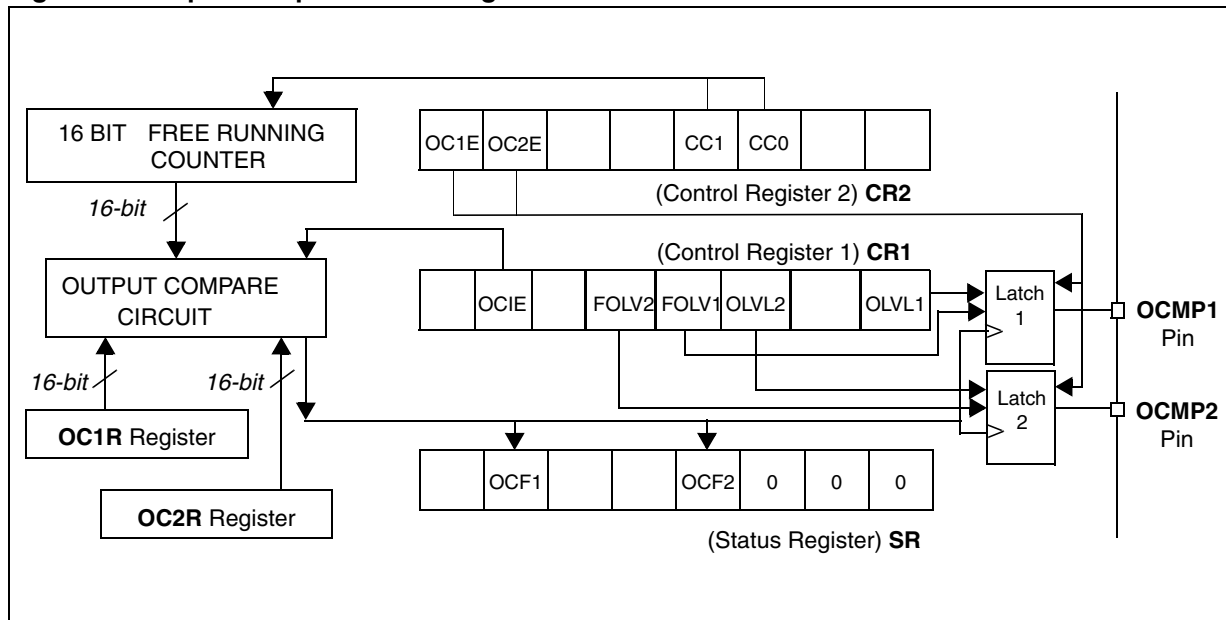 16 BIT FREE RUNNING
COUNTER
OC1E OC2E CC1 CC0
(Control Register 2) CR2
16-bit
(Control Register 1) CR1
OUTPUT COMPARE
CIRCUIT
OCIE FOLV2 FOLV1 OLVL2 OLVL1
Latch
1
OCMP1
Pin
16-bit
16-bit
Latch
2
OCMP2
Pin
OC1R Register
OCF1 OCF2 0 0 0
OC2R Register
(Status Register) SR